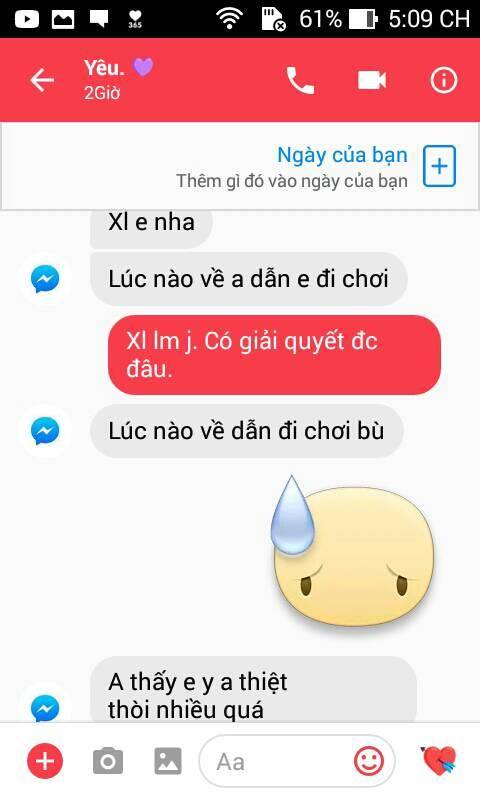 365
61%
5:09 CH
Yêu. 💜
2Giờ
Ngày của bạn
Thêm gì đó vào ngày của bạn
Xl e nha
Lúc nào về a dẫn e đi chơi
Xl lm j. Có giải quyết đc
đâu.
Lúc nào về dẫn đi chơi bù
A thấy e y a thiệt
thòi nhiều quá
Aa